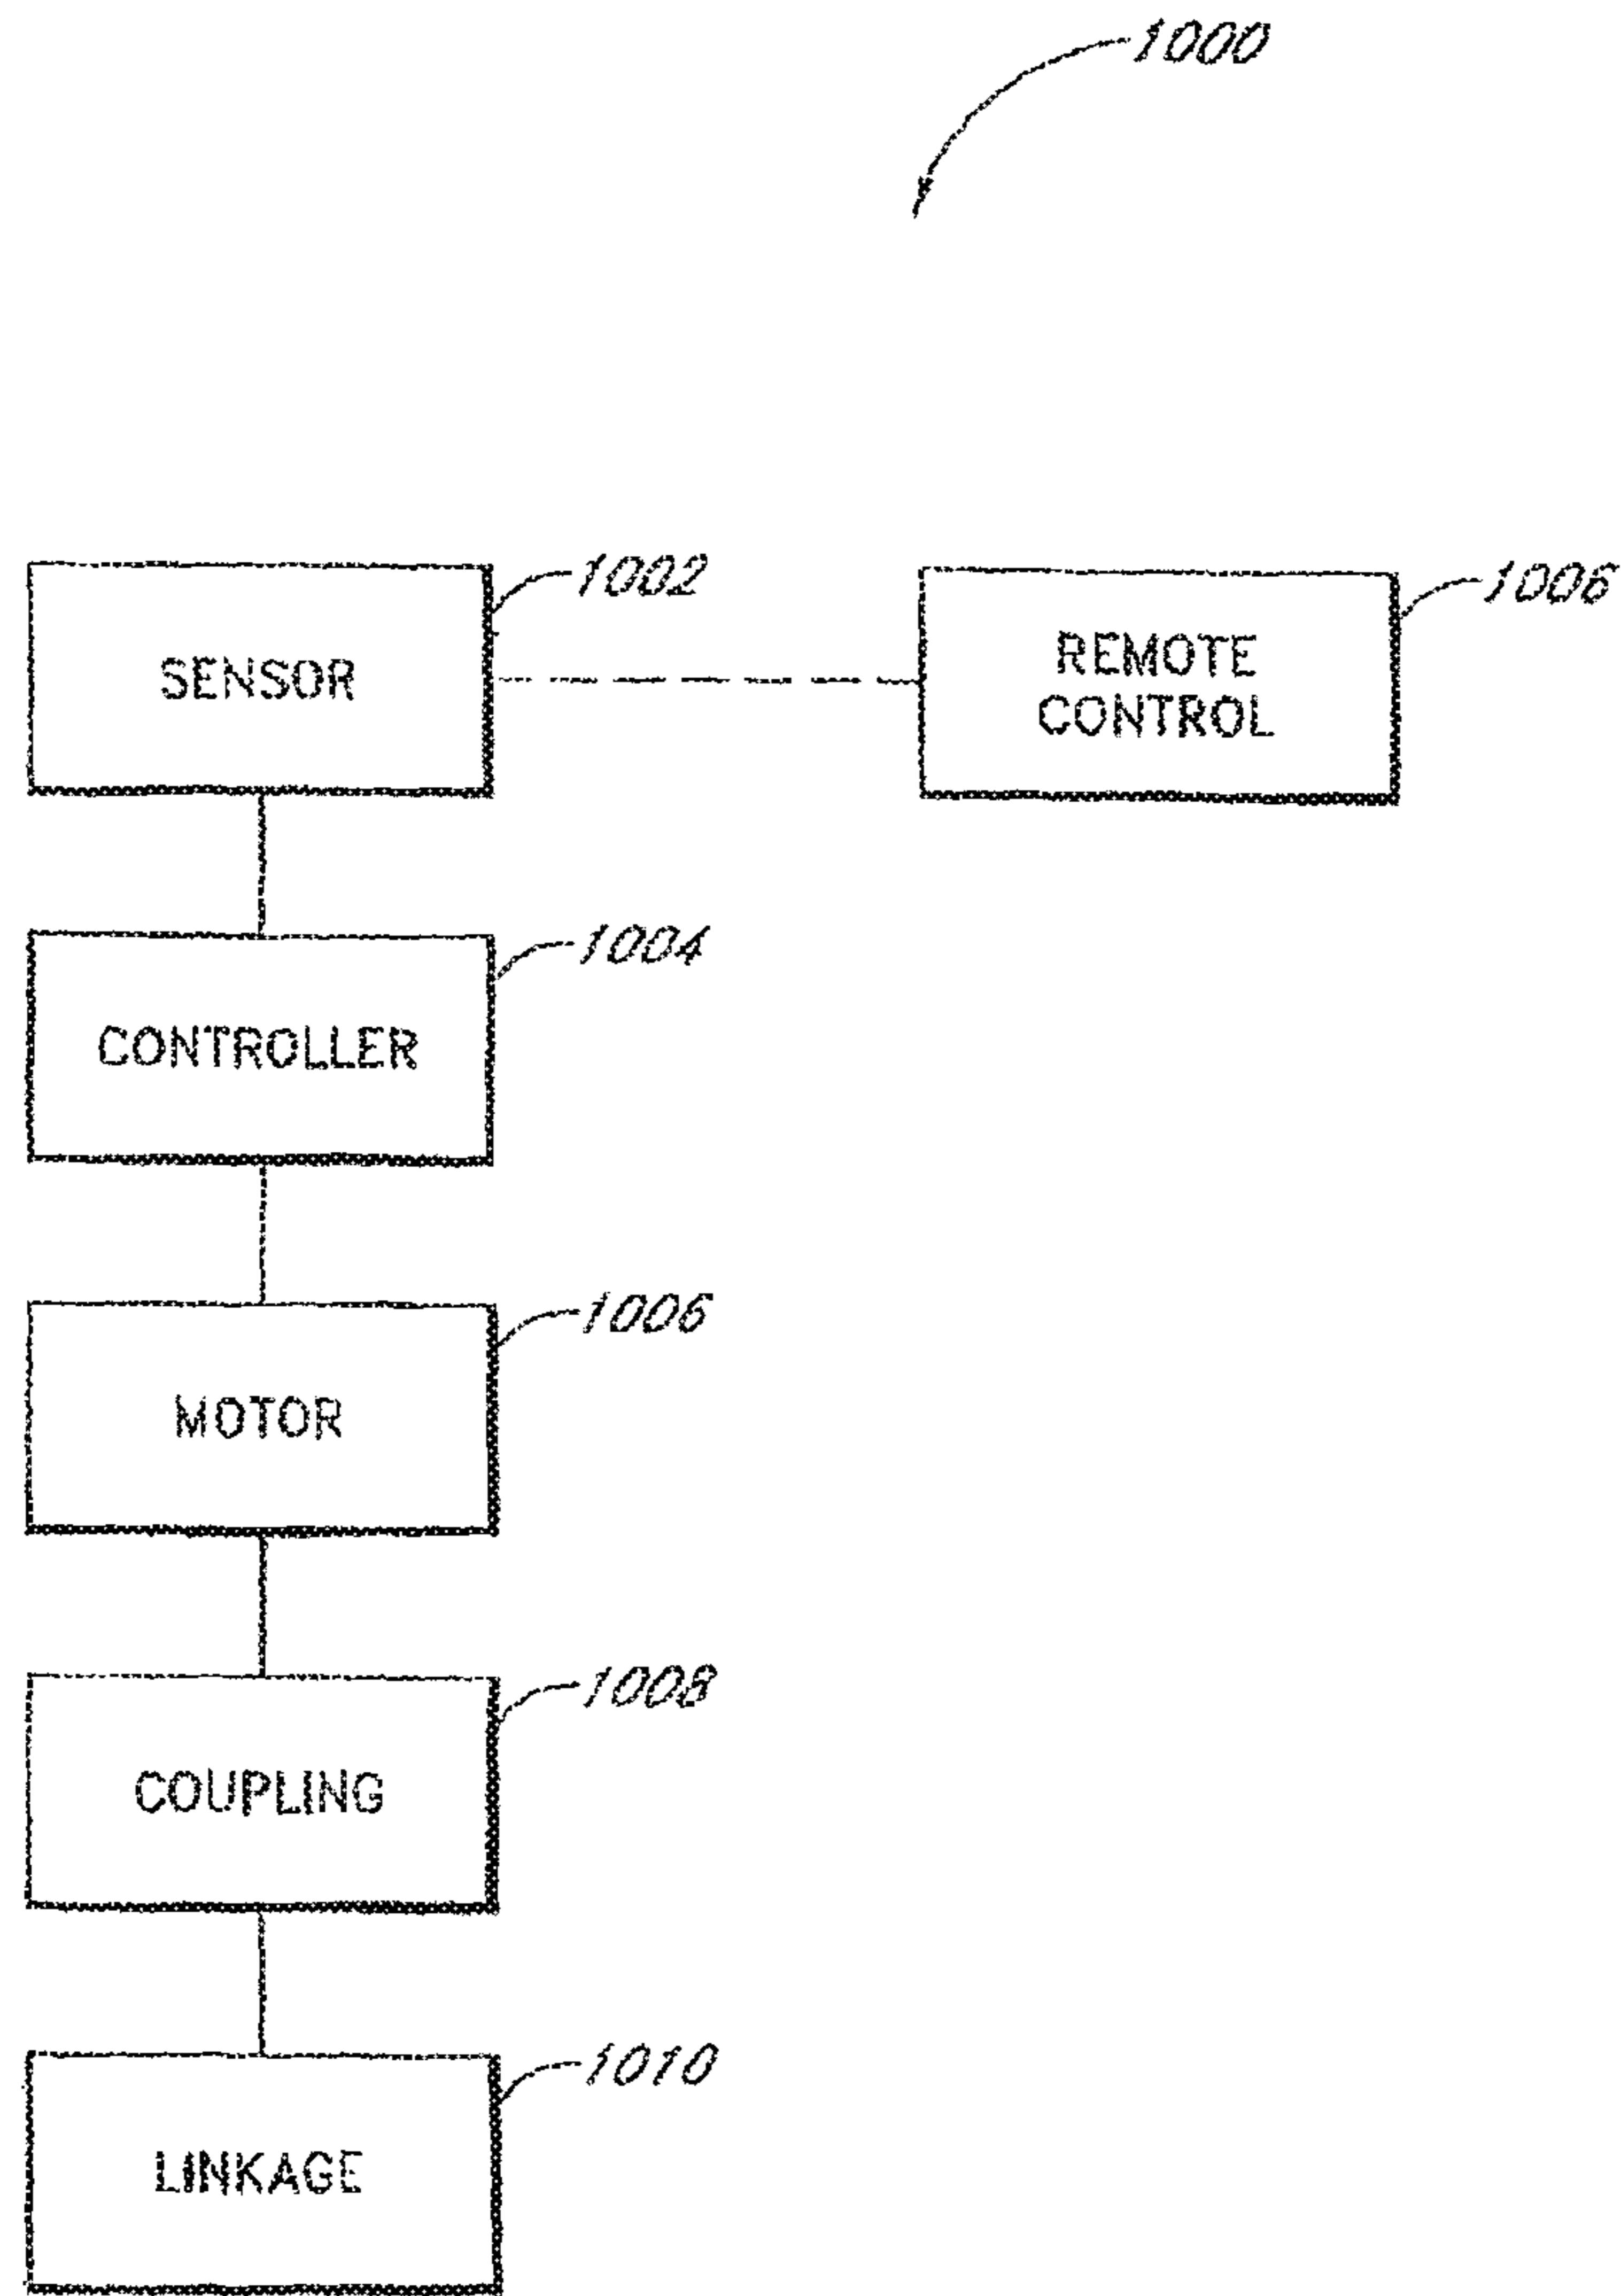 1000
1002
SENSOR
1006
REMOTE
CONTROL
1004
CONTROLLER
1006
MOTOR
1008
COUPLING
1010
LINKAGE